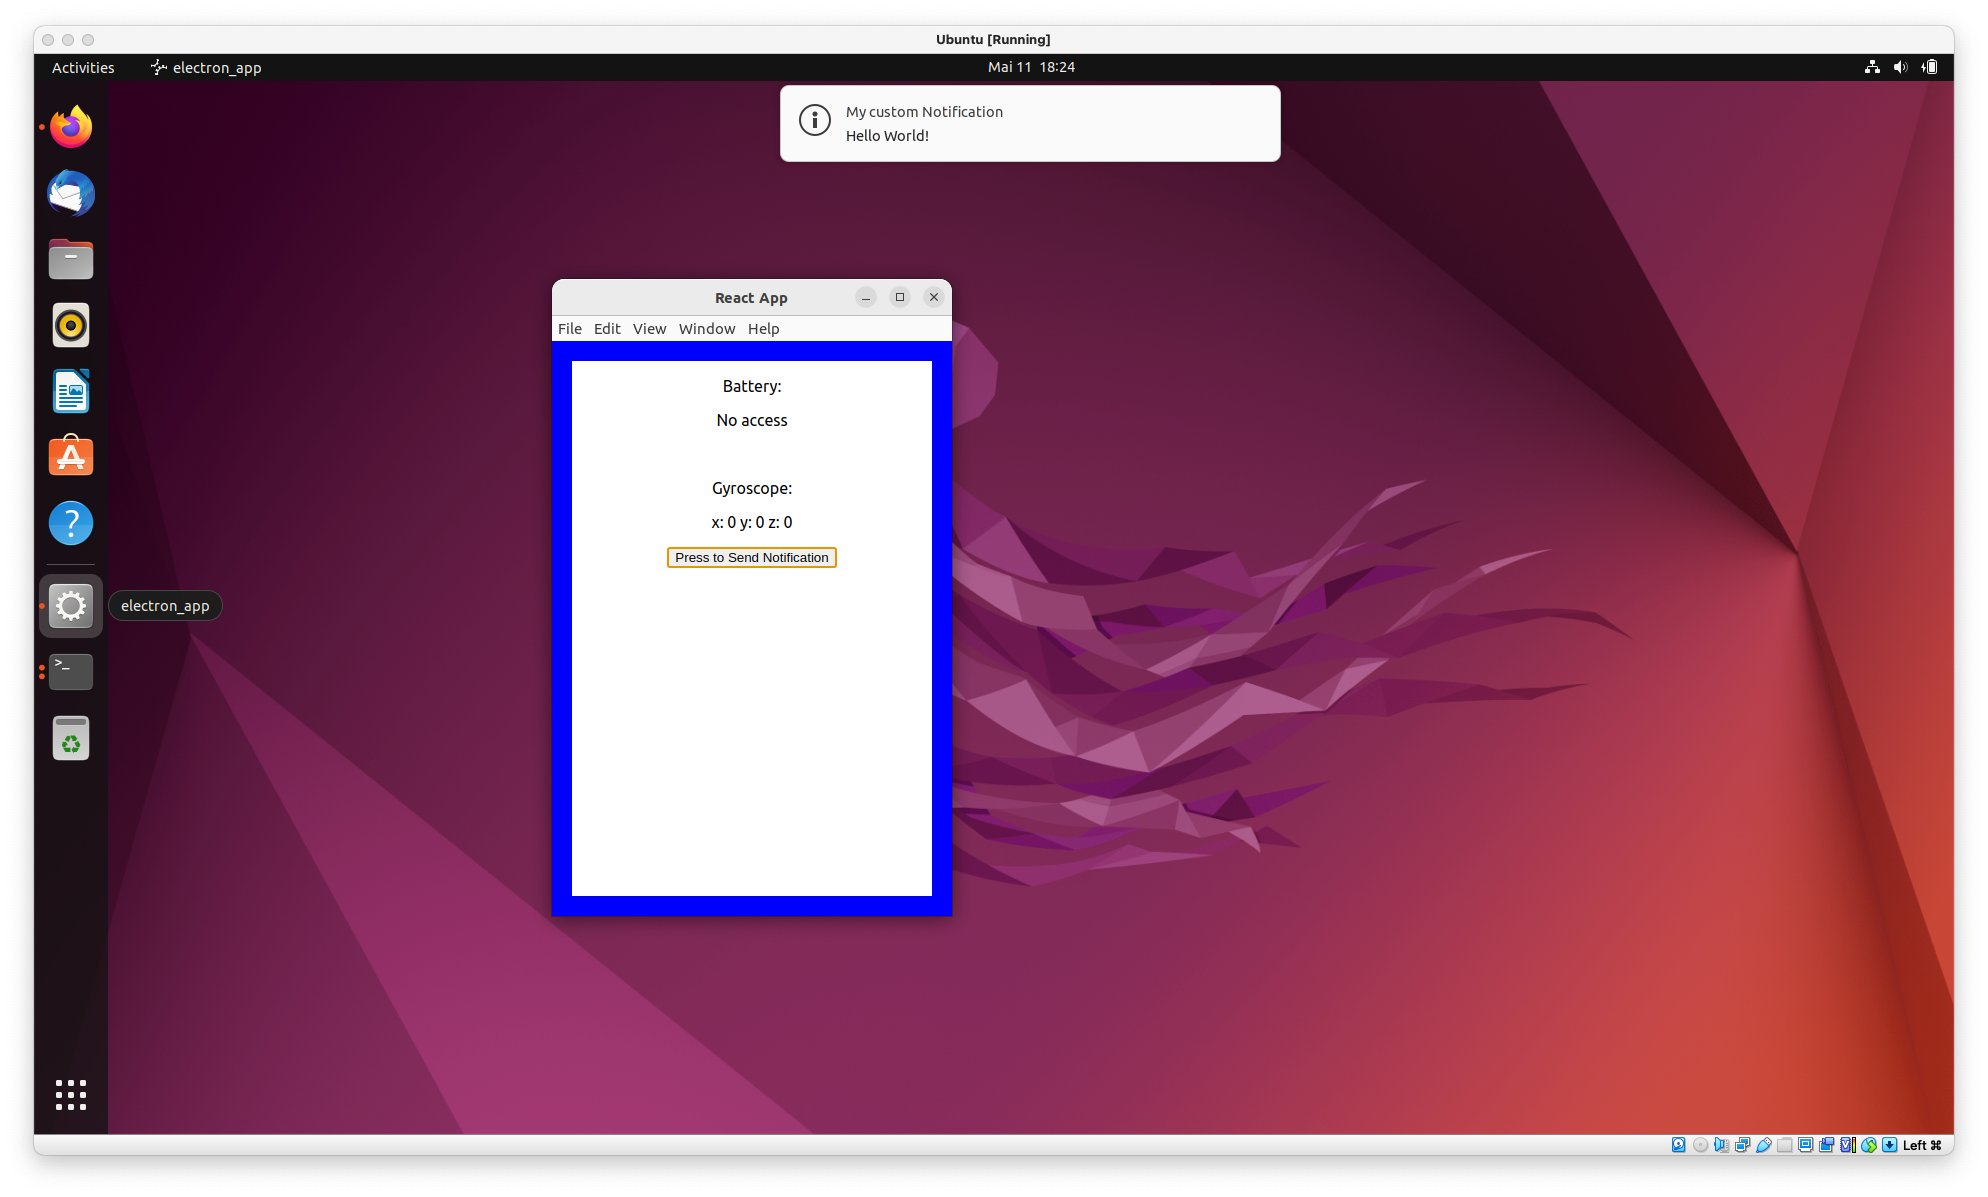 Ubuntu [Running]
Activities
electron_app
Mai 11 18:24
My custom Notification
Hello World!
React App
File Edit View Window Help
Battery:
No access
Gyroscope:
x: 0 y: 0 z: 0
Press to Send Notification
electron_app
>_
Left ⌘